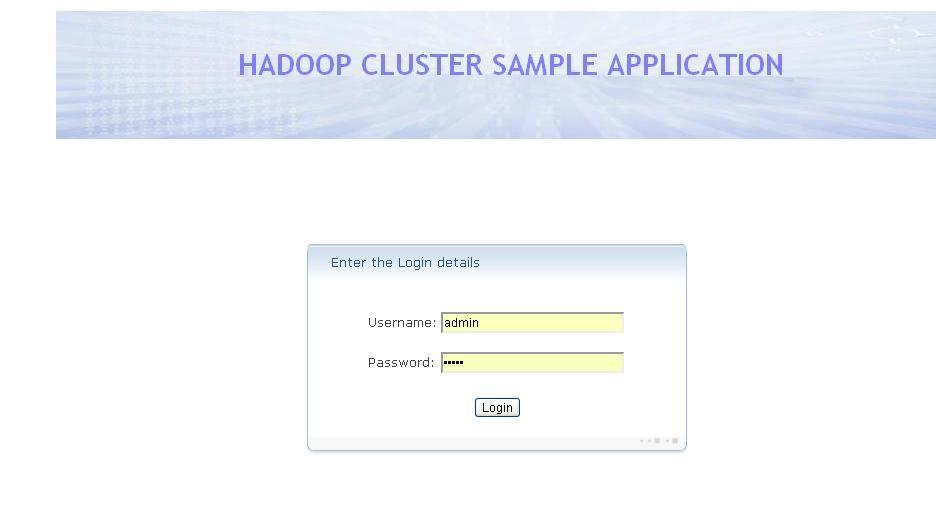 HADOOP CLUSTER SAMPLE APPLICATION
Enter the Login details
Username: admin
Password: •••••
Login